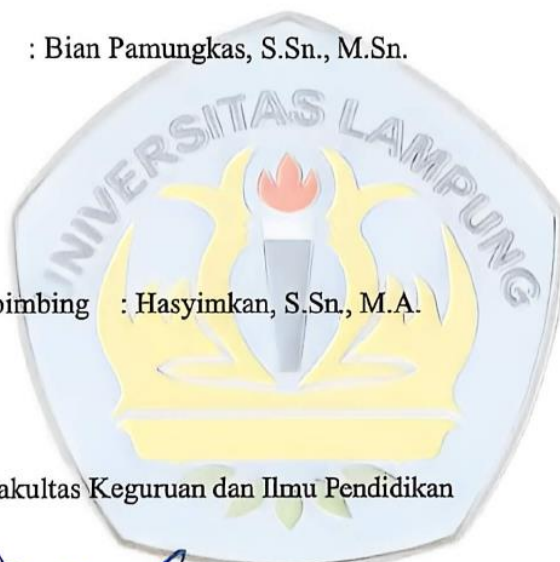 : Bian Pamungkas, S.Sn., M.Sn.
UNIVERSITAS LAMPUNG
bimbing : Hasyimkan, S.Sn., M.A.
akultas Keguruan dan Ilmu Pendidikan